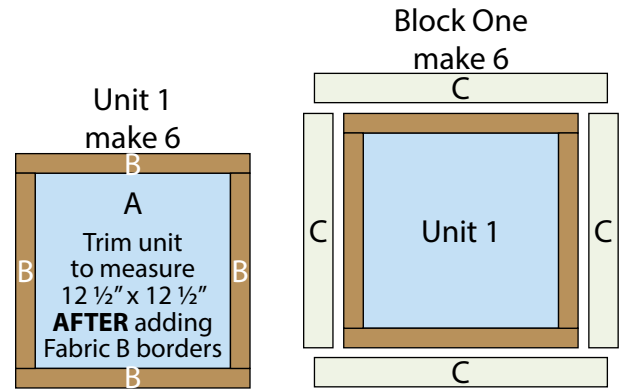 Unit 1
make 6
B
A
B
B
Trim unit
to measure
12 ½” x 12 ½”
AFTER adding
Fabric B borders
B
Block One
make 6
C
C
Unit 1
C
C